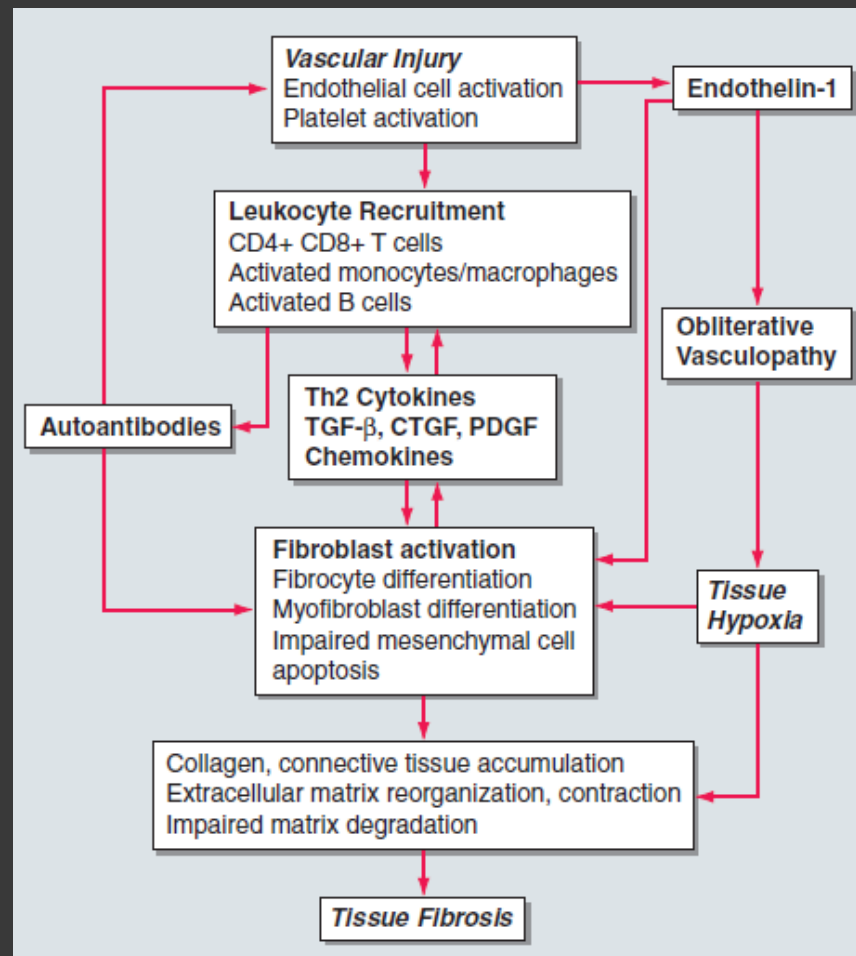 Vascular Injury
Endothelial cell activation
Platelet activation
Endothelin-1
Leukocyte Recruitment
CD4+ CD8+ T cells
Activated monocytes/macrophages
Activated B cells
Obliterative
Vasculopathy
Autoantibodies
Th2 Cytokines
TGF-β, CTGF, PDGF
Chemokines
Fibroblast activation
Fibrocyte differentiation
Myofibroblast differentiation
Impaired mesenchymal cell
apoptosis
Tissue
Hypoxia
Collagen, connective tissue accumulation
Extracellular matrix reorganization, contraction
Impaired matrix degradation
Tissue Fibrosis